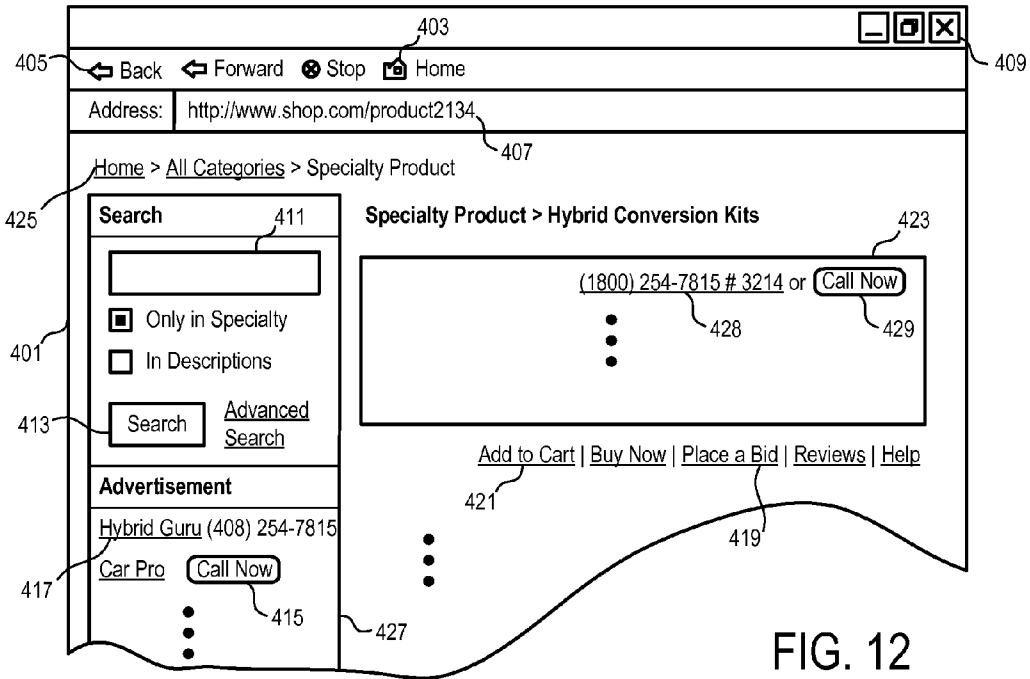 403
409
405
Back Forward Stop Home
Address: http://www.shop.com/product2134
407
Home > All Categories > Specialty Product
425
Search
411
Specialty Product > Hybrid Conversion Kits
423
(1800) 254-7815 # 3214 or Call Now
428
429
Only in Specialty
401
In Descriptions
413
Search
Advanced
Search
Add to Cart | Buy Now | Place a Bid | Reviews | Help
421
419
Advertisement
Hybrid Guru (408) 254-7815
417
Car Pro Call Now
415
427
FIG. 12